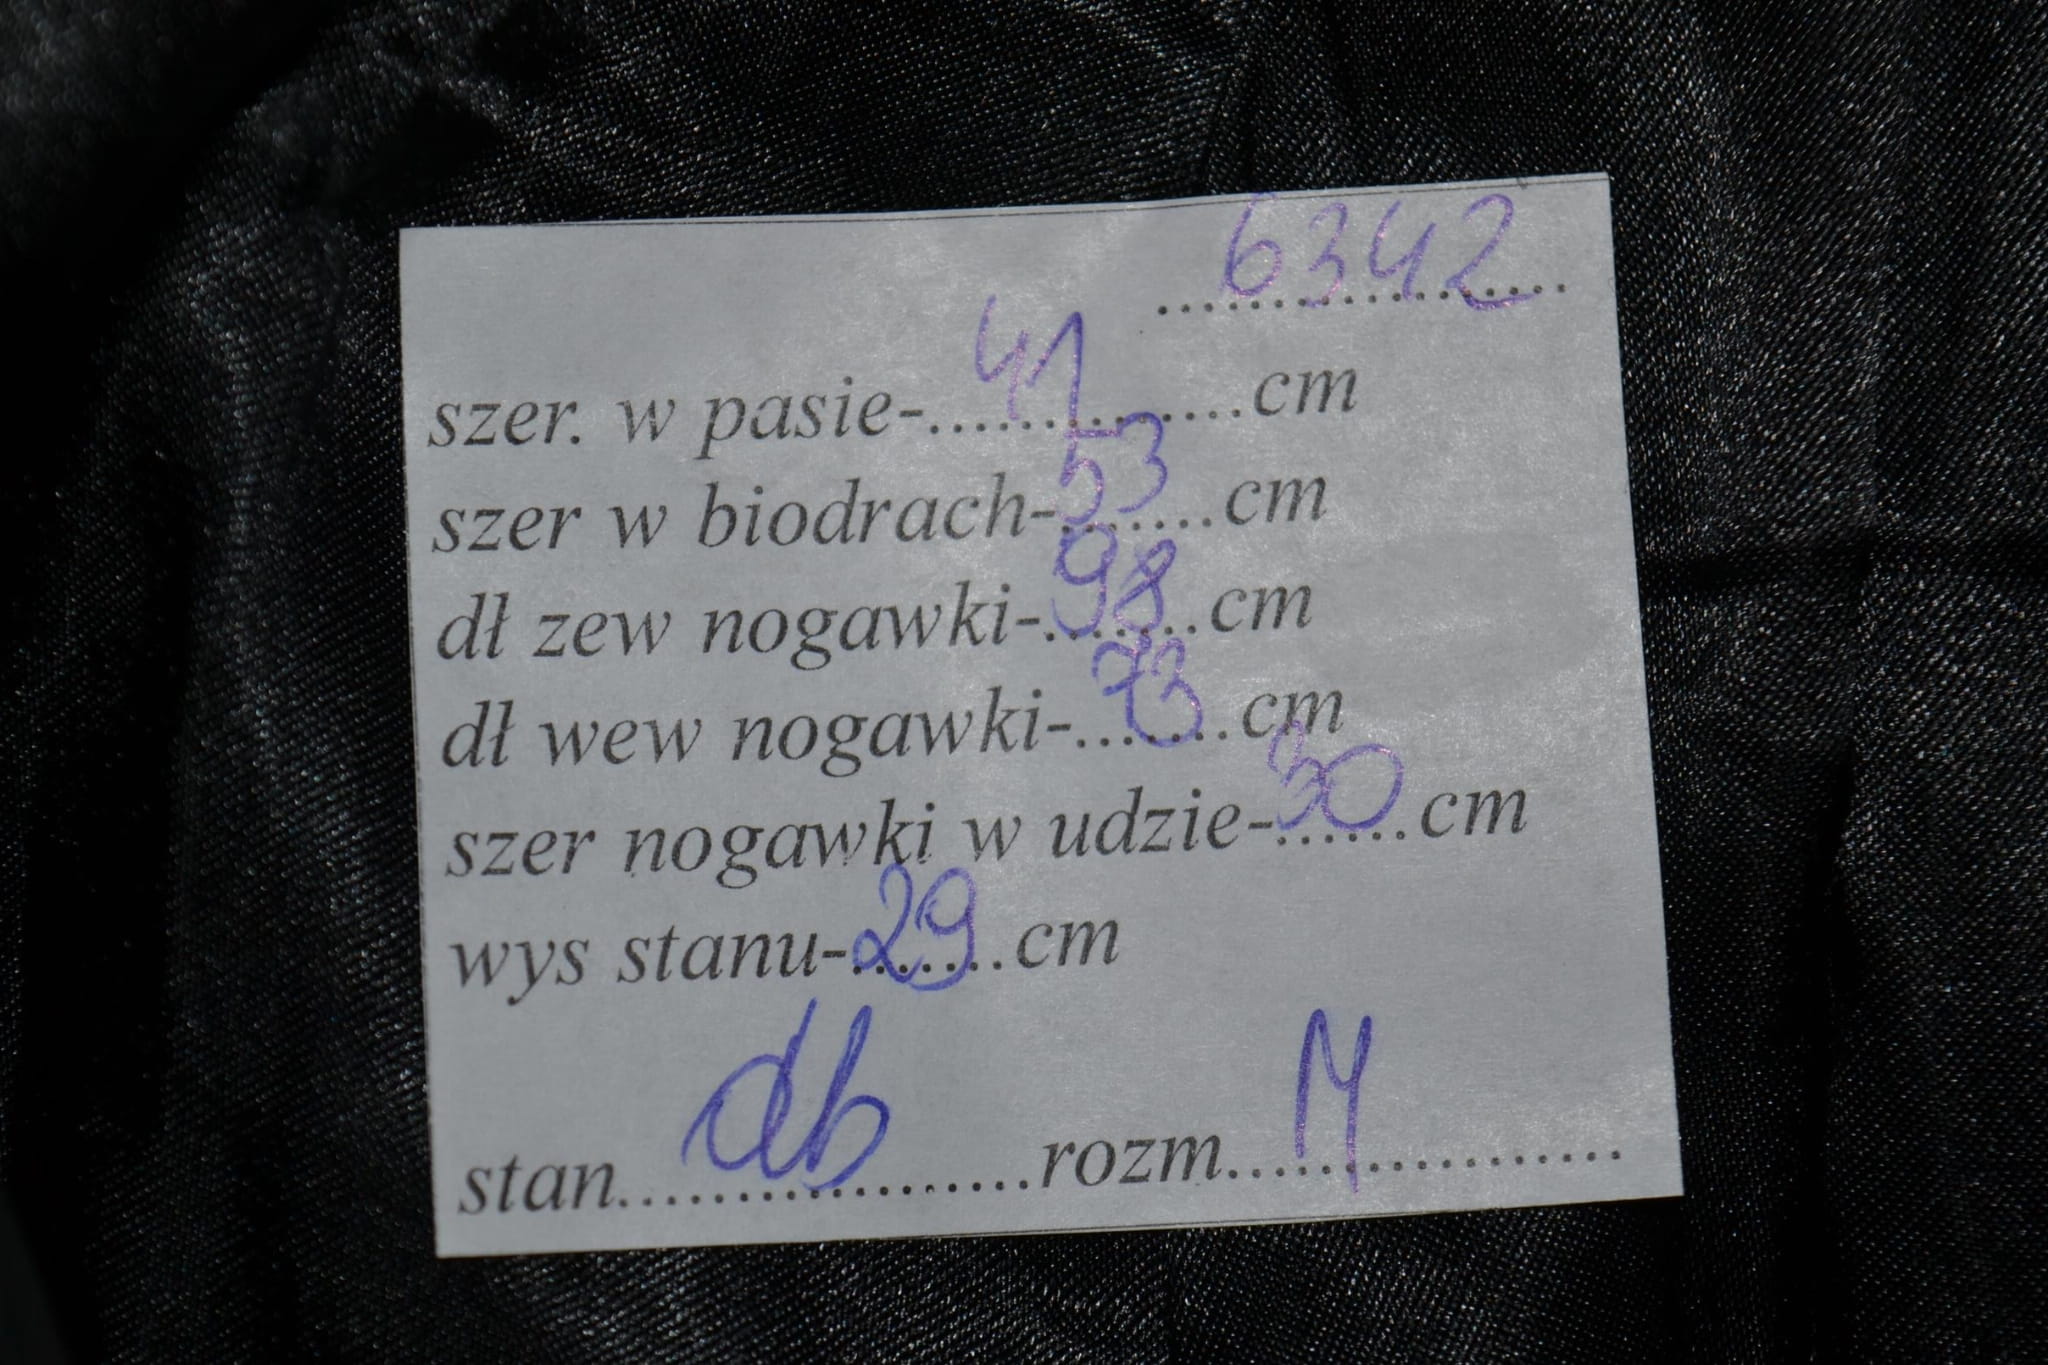 6342
szer. w pasie-41cm
szer w biodrach-53cm
dł zew nogawki-98cm
dł wew nogawki-73cm
szer nogawki w udzie-30cm
wys stanu-29cm
stan db rozm M